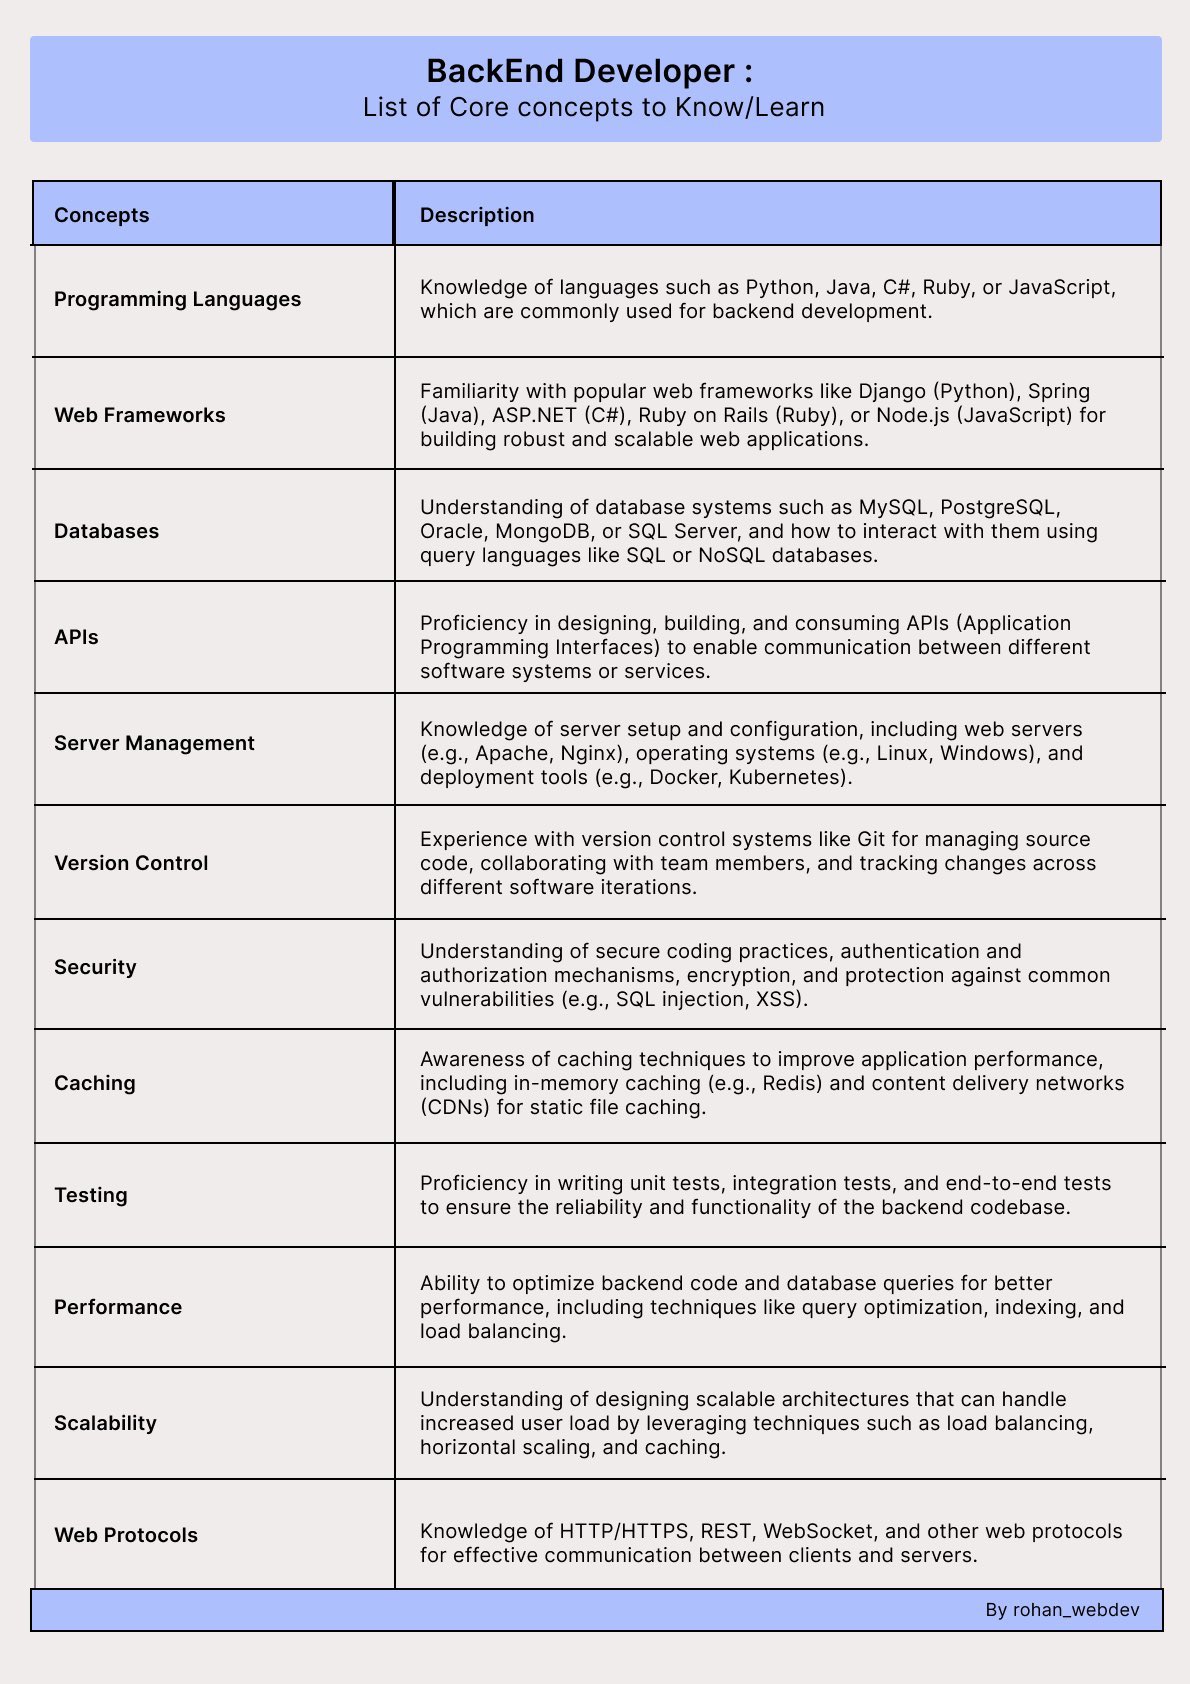 BackEnd Developer :
List of Core concepts to Know/Learn
Concepts
Description
Programming Languages
Knowledge of languages such as Python, Java, C#, Ruby, or JavaScript,
which are commonly used for backend development.
Web Frameworks
Familiarity with popular web frameworks like Django (Python), Spring
(Java), ASP.NET (C#), Ruby on Rails (Ruby), or Node.js (JavaScript) for
building robust and scalable web applications.
Databases
Understanding of database systems such as MySQL, PostgreSQL,
Oracle, MongoDB, or SQL Server, and how to interact with them using
query languages like SQL or NoSQL databases.
APIs
Proficiency in designing, building, and consuming APIs (Application
Programming Interfaces) to enable communication between different
software systems or services.
Server Management
Knowledge of server setup and configuration, including web servers
(e.g., Apache, Nginx), operating systems (e.g., Linux, Windows), and
deployment tools (e.g., Docker, Kubernetes).
Version Control
Experience with version control systems like Git for managing source
code, collaborating with team members, and tracking changes across
different software iterations.
Security
Understanding of secure coding practices, authentication and
authorization mechanisms, encryption, and protection against common
vulnerabilities (e.g., SQL injection, XSS).
Caching
Awareness of caching techniques to improve application performance,
including in-memory caching (e.g., Redis) and content delivery networks
(CDNs) for static file caching.
Testing
Proficiency in writing unit tests, integration tests, and end-to-end tests
to ensure the reliability and functionality of the backend codebase.
Performance
Ability to optimize backend code and database queries for better
performance, including techniques like query optimization, indexing, and
load balancing.
Scalability
Understanding of designing scalable architectures that can handle
increased user load by leveraging techniques such as load balancing,
horizontal scaling, and caching.
Web Protocols
Knowledge of HTTP/HTTPS, REST, WebSocket, and other web protocols
for effective communication between clients and servers.
By rohan_webdev